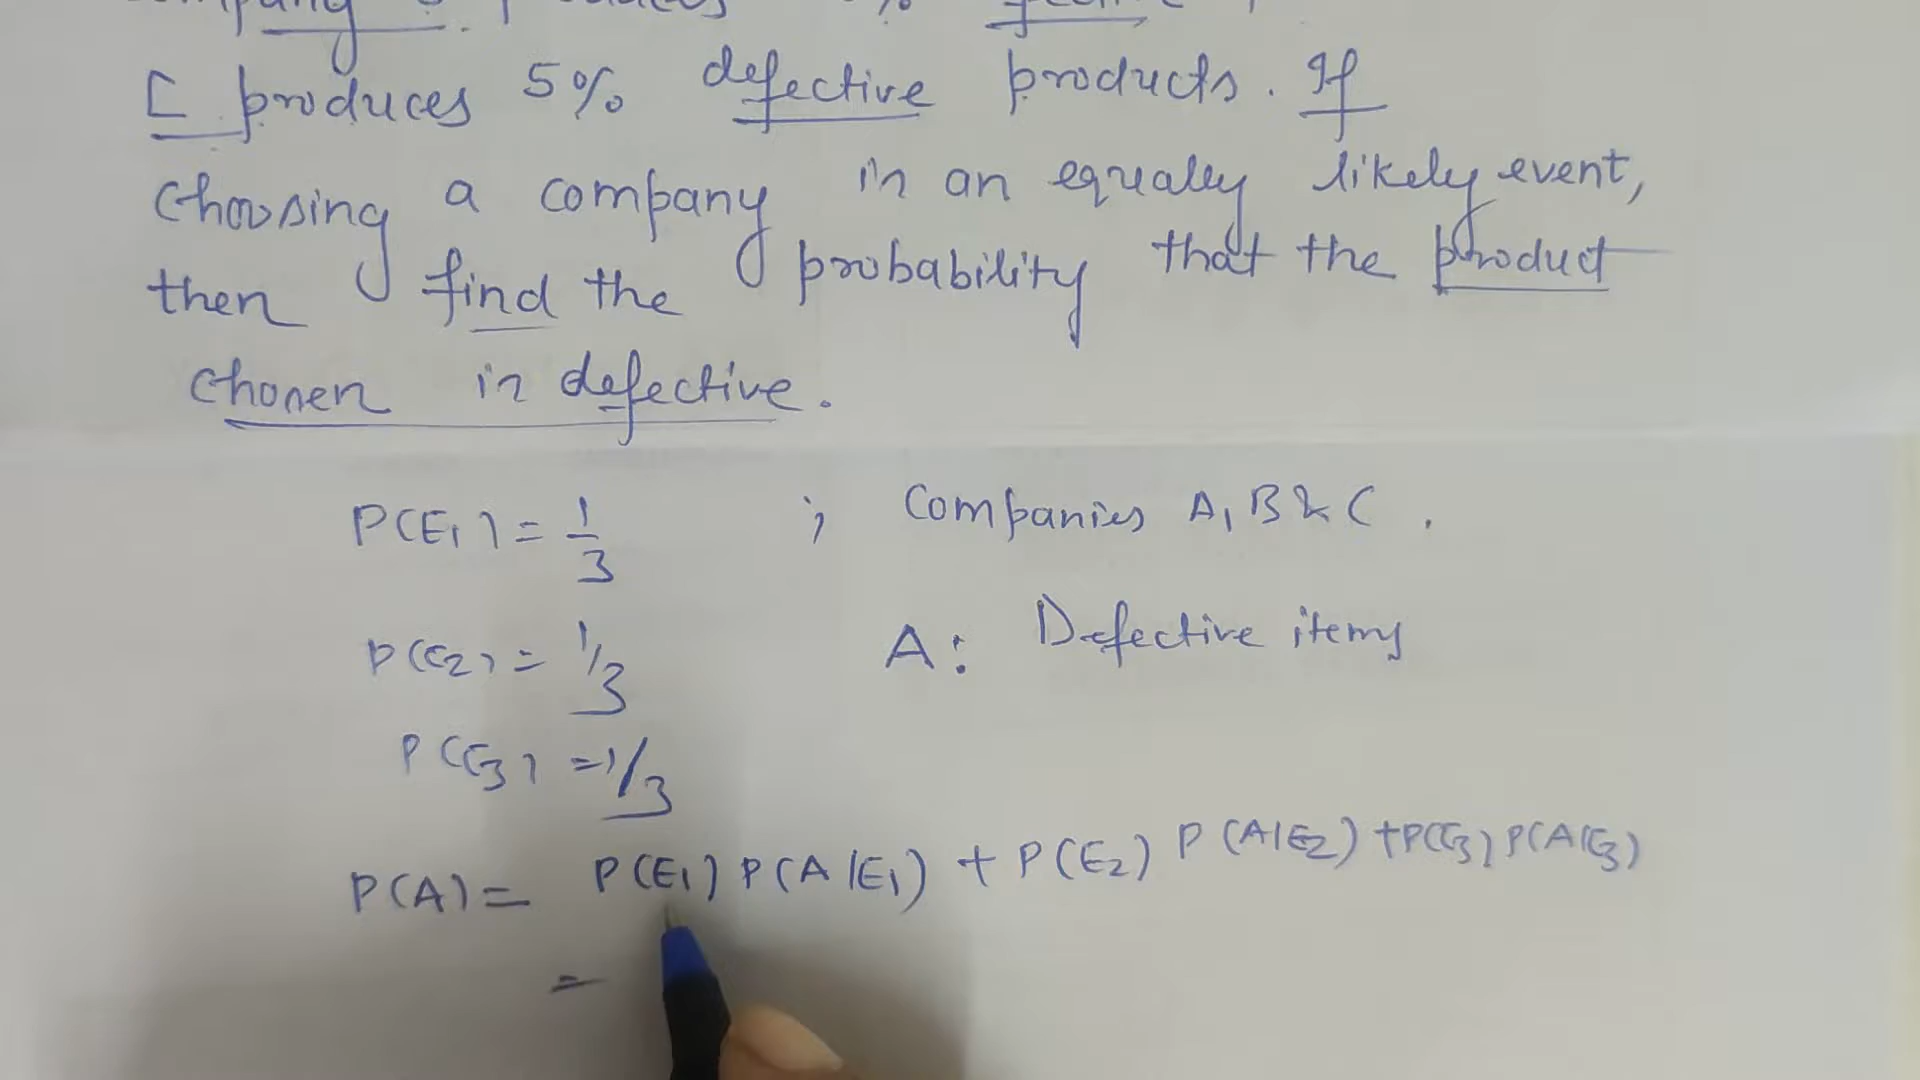 C produces 5% defective products. If
choosing a company is an equally likely event,
then find the probability that the product
chosen is defective.
P(E1) = 1/3 ; Companies A, B & C.
P(E2) = 1/3 A: Defective items
P(E3) = 1/3
P(A) = P(E1) P(A|E1) + P(E2) P(A|E2) + P(E3) P(A|E3)
=